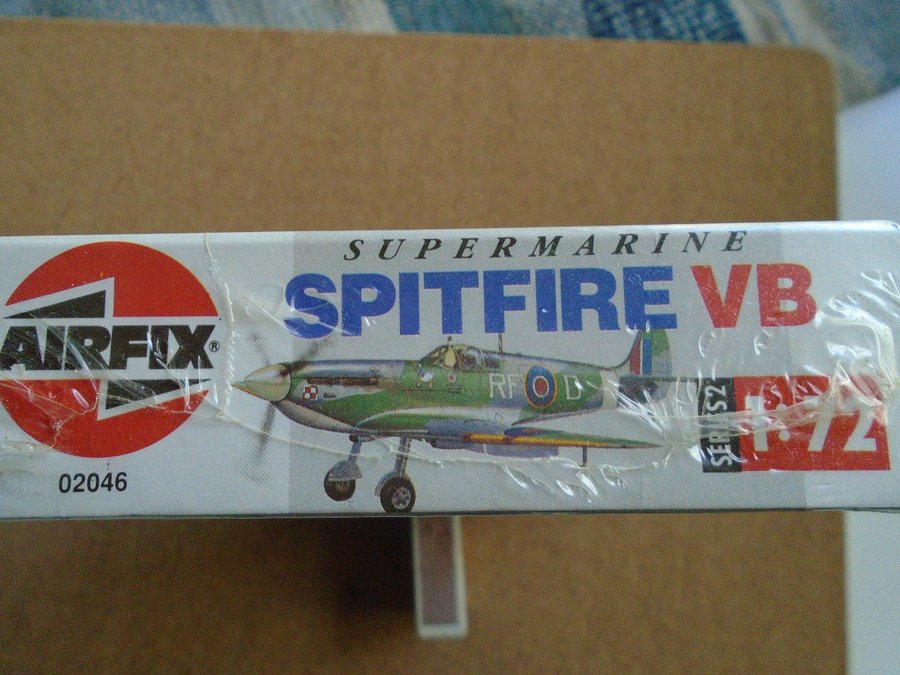 SUPERMARINE
SPITFIRE VB
AIRFIX®
RF D
SERIES 2
1:72
02046